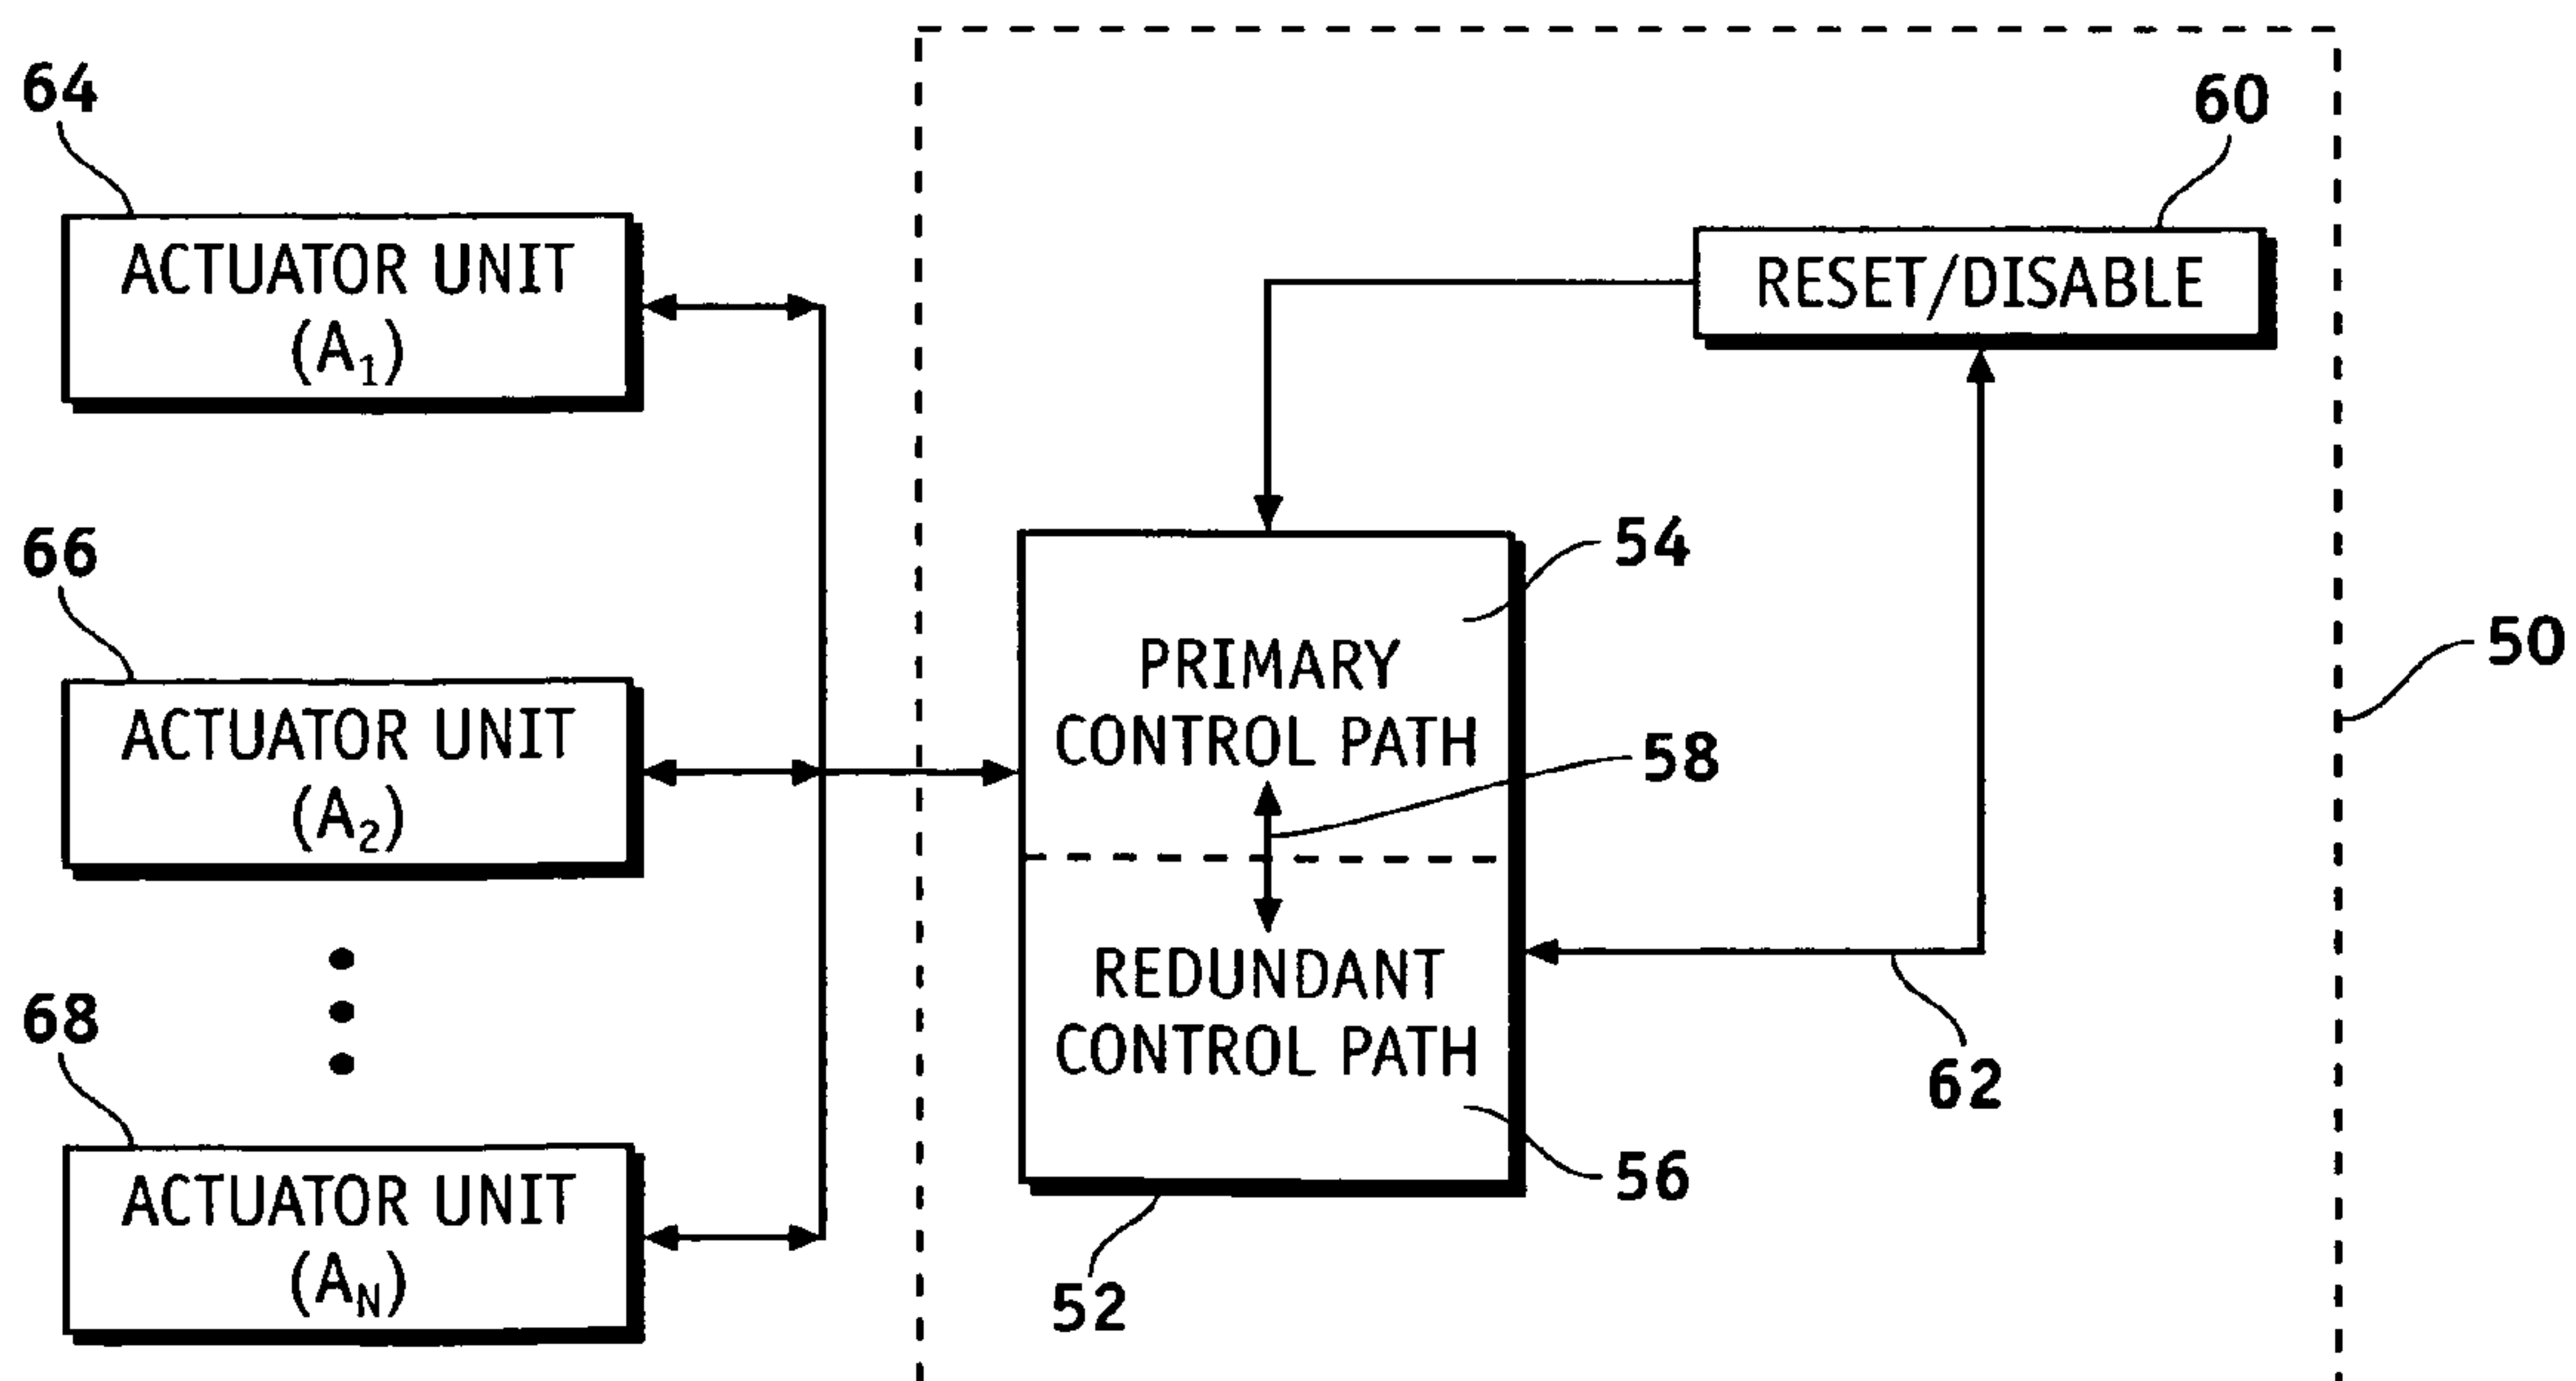 64
ACTUATOR UNIT
(A1)
66
ACTUATOR UNIT
(A2)
68
ACTUATOR UNIT
(AN)
60
RESET/DISABLE
54
PRIMARY
CONTROL PATH
58
REDUNDANT
CONTROL PATH
56
52
62
50